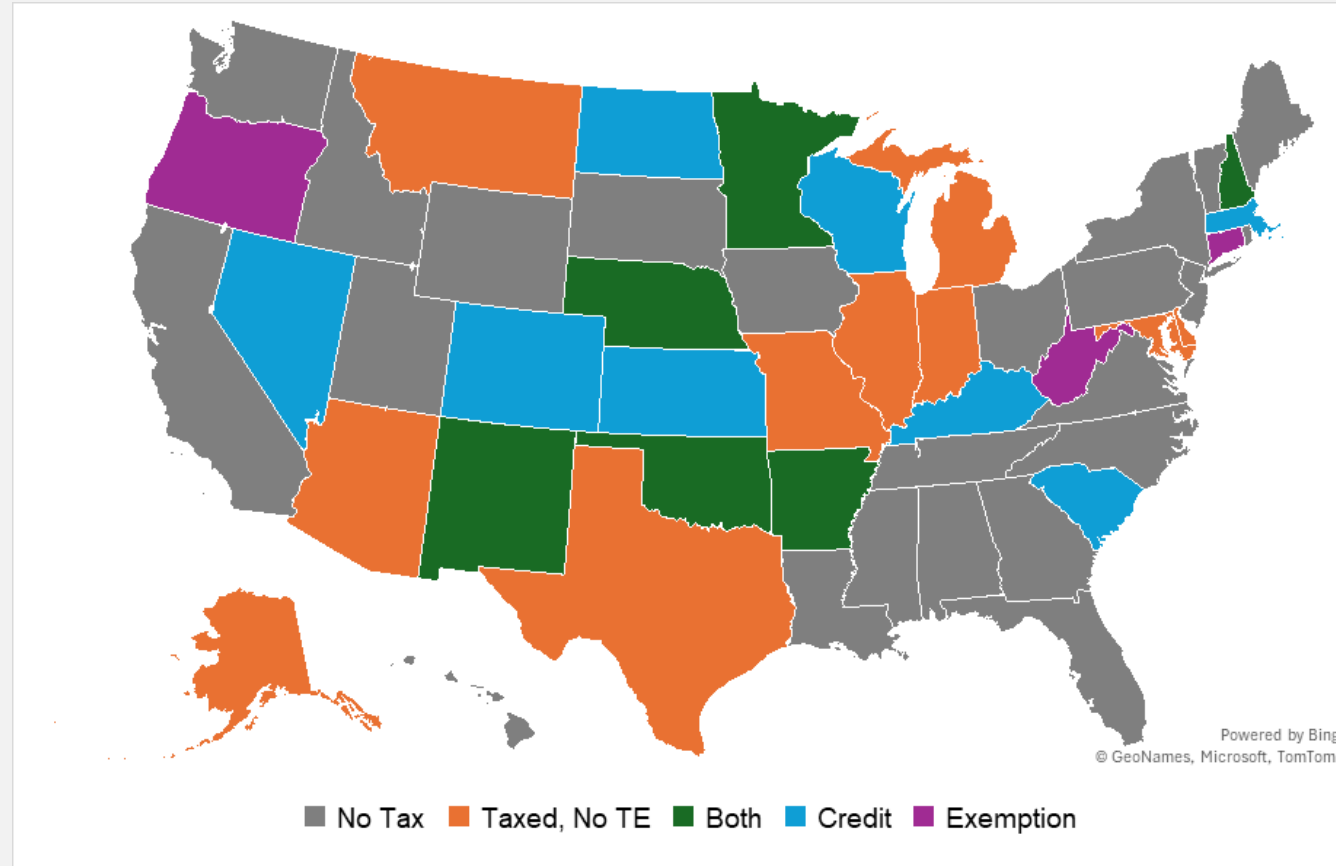 Powered by Bing
© GeoNames, Microsoft, TomTom
No Tax Taxed, No TE Both Credit Exemption